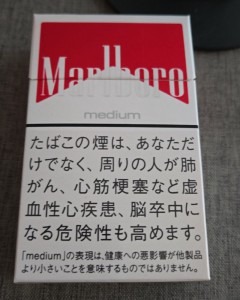 Marlboro
medium
たばこの煙は、あなただ
けでなく、周りの人が肺
がん、心筋梗塞など虚
血性心疾患、脳卒中に
なる危険性も高めます。
「medium」の表現は、健康への悪影響が他製品
より小さいことを意味するものではありません。